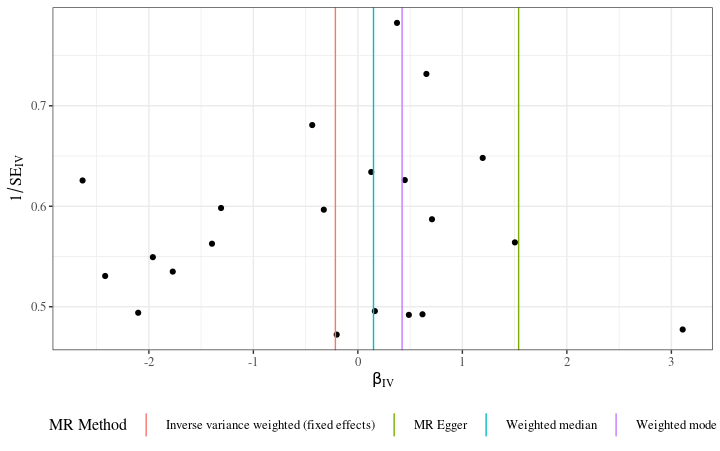 0.7
0.6
0.5
1/SE_IV
-2 -1 0 1 2 3
β_IV
MR Method Inverse variance weighted (fixed effects) MR Egger Weighted median Weighted mode